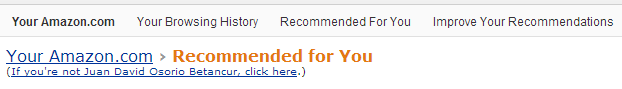 Your Amazon.com Your Browsing History Recommended For You Improve Your Recommendations
Your Amazon.com › Recommended for You
(If you're not Juan David Osorio Betancur, click here.)